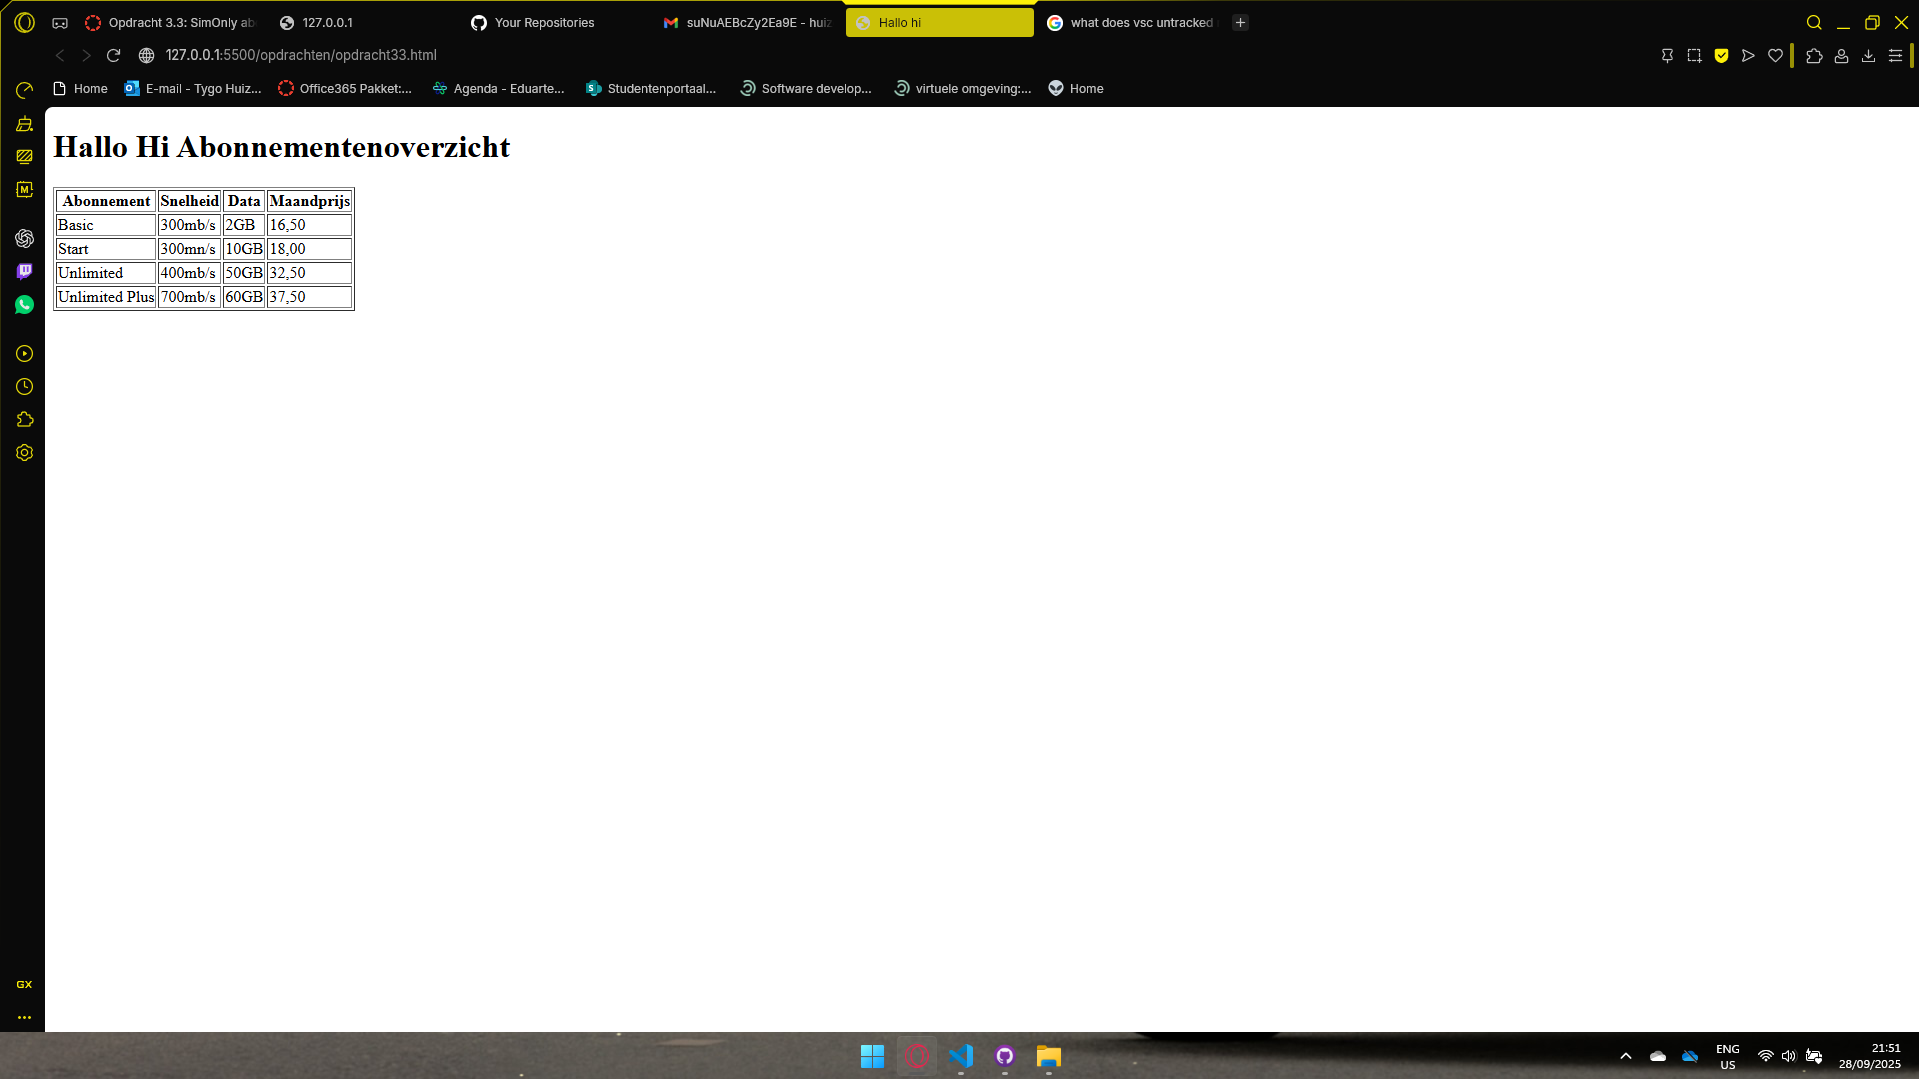 Opdracht 3.3: SimOnly ab
127.0.0.1
Your Repositories
suNuAEBcZy2Ea9E - huiz
Hallo hi
what does vsc untracked
127.0.0.1:5500/opdrachten/opdracht33.html
Home
E-mail - Tygo Huiz...
Office365 Pakket:...
Agenda - Eduarte...
Studentenportaal...
Software develop...
virtuele omgeving:...
Home
Hallo Hi Abonnementenoverzicht
Abonnement Snelheid Data Maandprijs
Basic 300mb/s 2GB 16,50
Start 300mn/s 10GB 18,00
Unlimited 400mb/s 50GB 32,50
Unlimited Plus 700mb/s 60GB 37,50
GX
ENG
US
21:51
28/09/2025